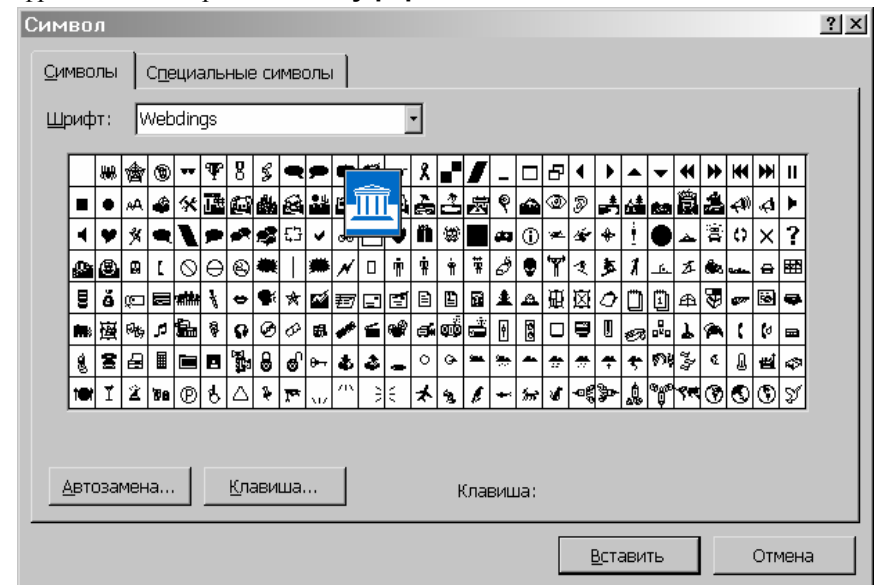 Символ
Символы Специальные символы
Шрифт: Webdings
Автозамена... Клавиша... Клавиша:
Вставить Отмена